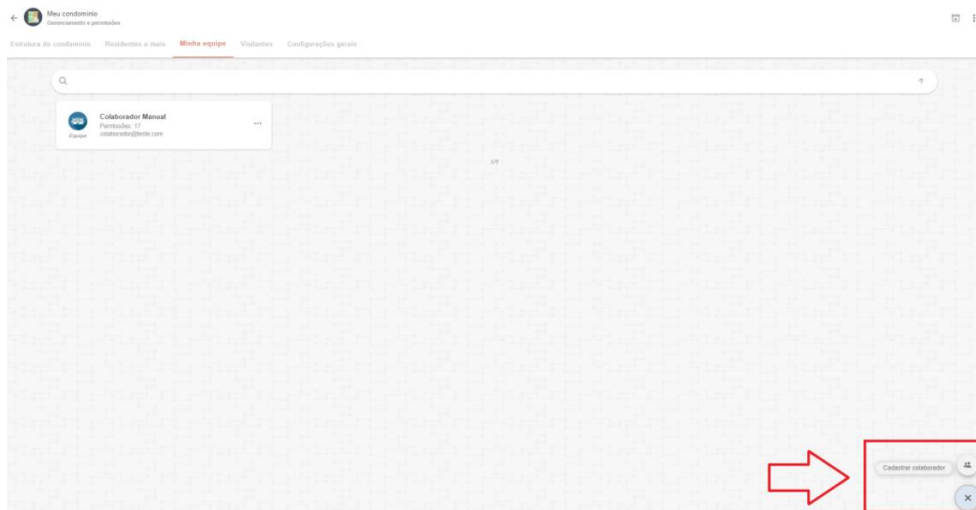 Meu condomínio
Gerenciamento e permissões
Estrutura do condomínio Residentes e mais Minha equipe Visitantes Configurações gerais
Colaborador Manual
Permissões: 17
colaborador@teste.com
Equipe
Cadastrar colaborador